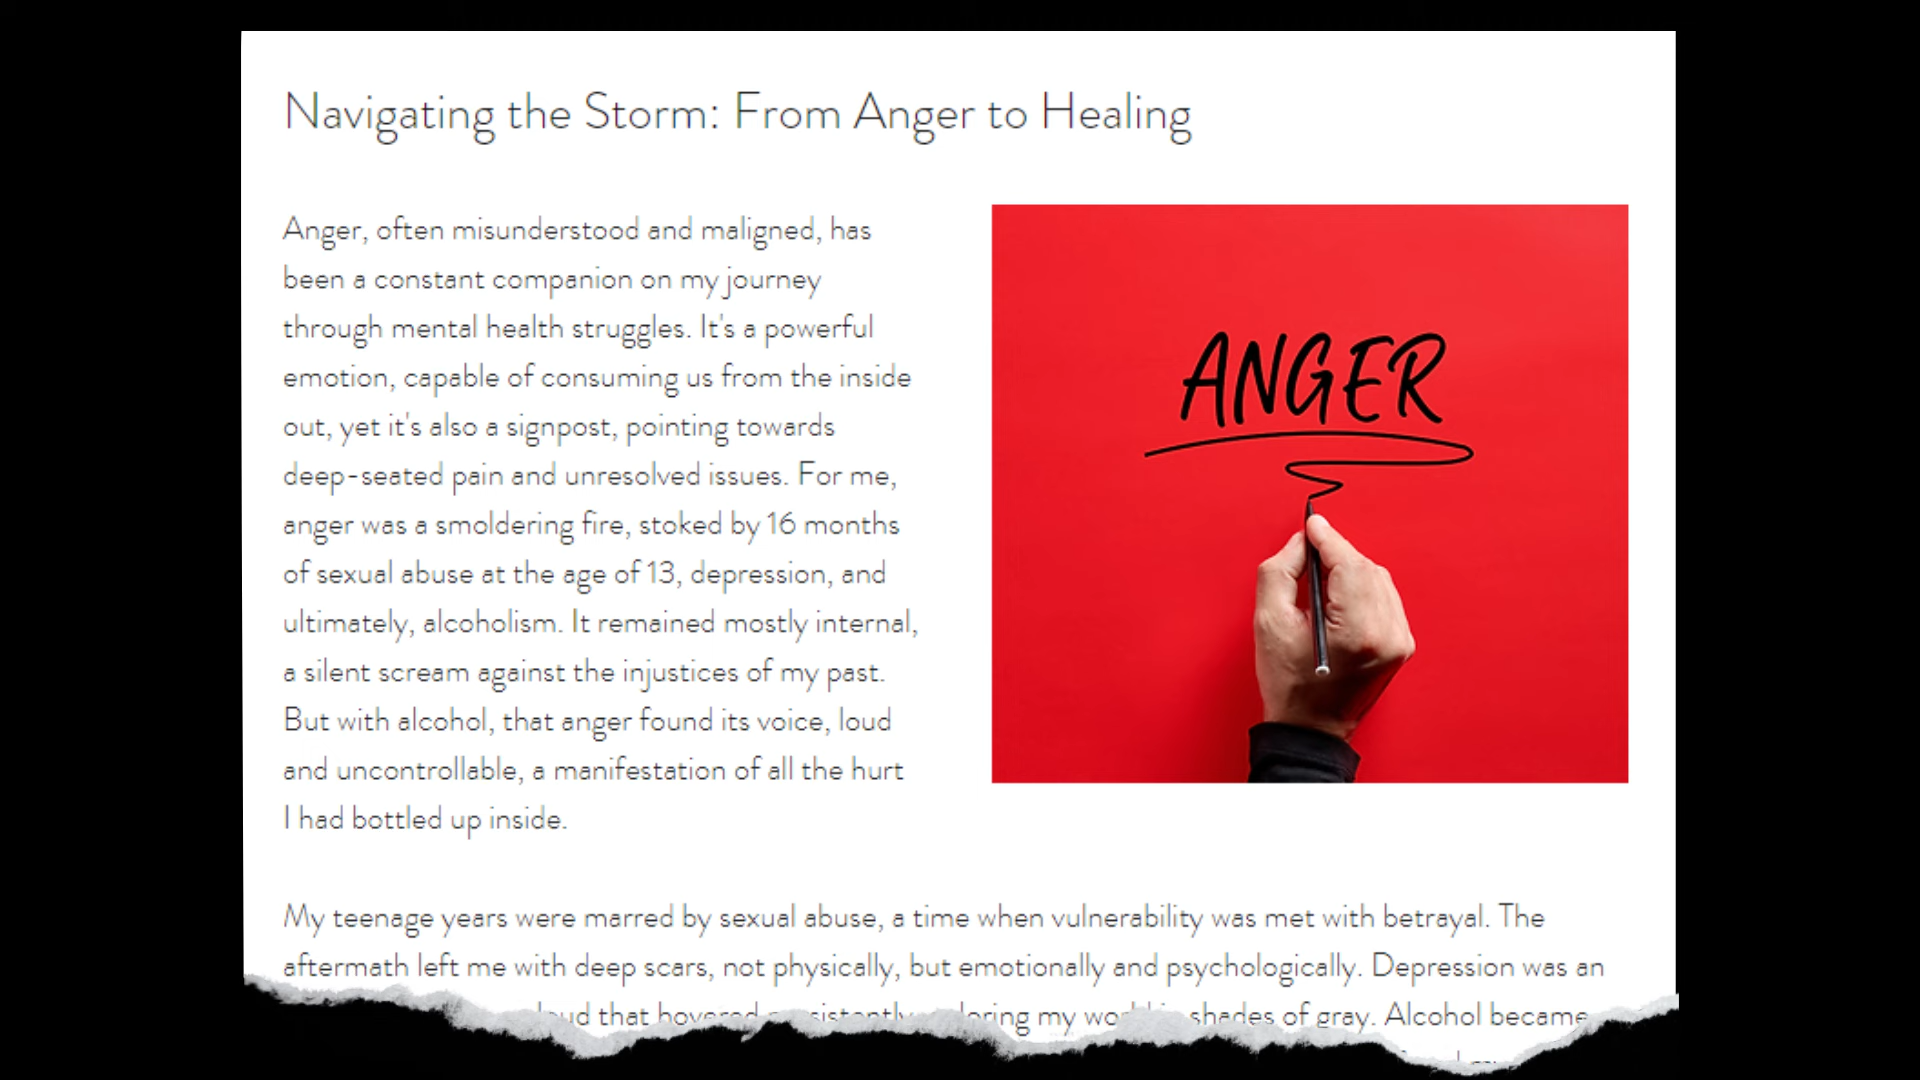 Navigating the Storm: From Anger to Healing
Anger, often misunderstood and maligned, has
been a constant companion on my journey
through mental health struggles. It's a powerful
emotion, capable of consuming us from the inside
out, yet it's also a signpost, pointing towards
deep-seated pain and unresolved issues. For me,
anger was a smoldering fire, stoked by 16 months
of sexual abuse at the age of 13, depression, and
ultimately, alcoholism. It remained mostly internal,
a silent scream against the injustices of my past.
But with alcohol, that anger found its voice, loud
and uncontrollable, a manifestation of all the hurt
I had bottled up inside.
ANGER
My teenage years were marred by sexual abuse, a time when vulnerability was met with betrayal. The
aftermath left me with deep scars, not physically, but emotionally and psychologically. Depression was an
that hovered my shades of gray. Alcohol became